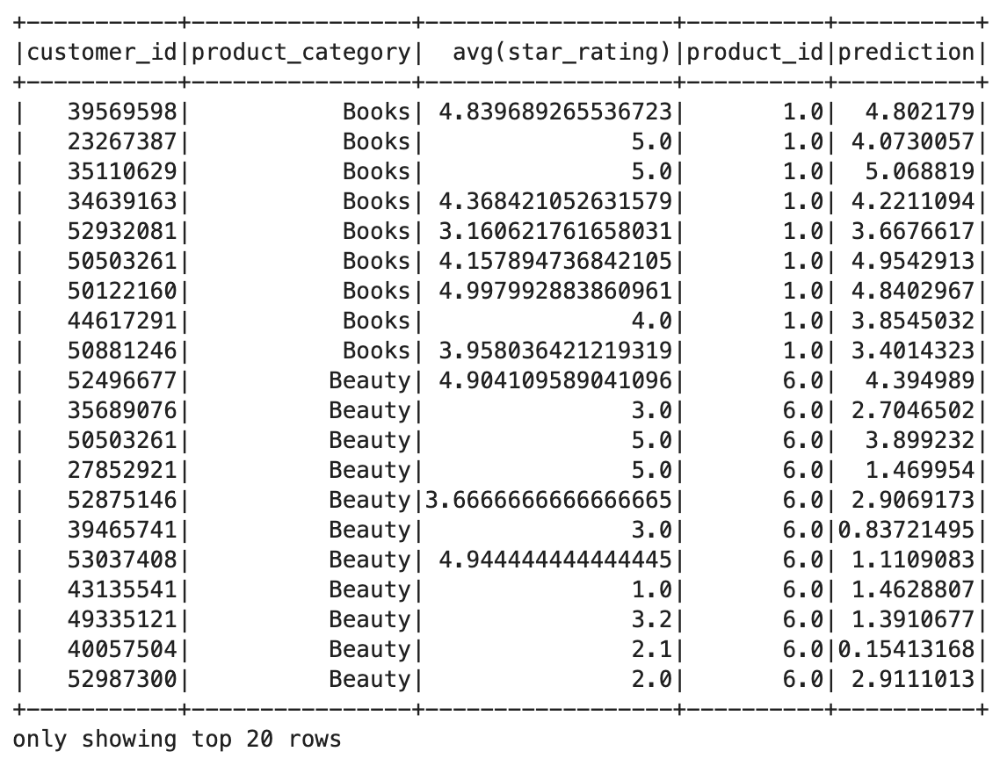 +------------+----------------+------------------+----------+----------+
|customer_id|product_category|  avg(star_rating)|product_id|prediction|
+------------+----------------+------------------+----------+----------+
|   39569598|           Books| 4.839689265536723|       1.0|  4.802179|
|   23267387|           Books|               5.0|       1.0| 4.0730057|
|   35110629|           Books|               5.0|       1.0|  5.068819|
|   34639163|           Books| 4.368421052631579|       1.0| 4.2211094|
|   52932081|           Books| 3.160621761658031|       1.0| 3.6676617|
|   50503261|           Books| 4.157894736842105|       1.0| 4.9542913|
|   50122160|           Books| 4.997992883860961|       1.0| 4.8402967|
|   44617291|           Books|               4.0|       1.0| 3.8545032|
|   50881246|           Books| 3.958036421219319|       1.0| 3.4014323|
|   52496677|          Beauty| 4.904109589041096|       6.0|  4.394989|
|   35689076|          Beauty|               3.0|       6.0| 2.7046502|
|   50503261|          Beauty|               5.0|       6.0|  3.899232|
|   27852921|          Beauty|               5.0|       6.0|  1.469954|
|   52875146|          Beauty|3.6666666666666665|       6.0| 2.9069173|
|   39465741|          Beauty|               3.0|       6.0|0.83721495|
|   53037408|          Beauty| 4.944444444444445|       6.0| 1.1109083|
|   43135541|          Beauty|               1.0|       6.0| 1.4628807|
|   49335121|          Beauty|               3.2|       6.0| 1.3910677|
|   40057504|          Beauty|               2.1|       6.0|0.15413168|
|   52987300|          Beauty|               2.0|       6.0| 2.9111013|
+------------+----------------+------------------+----------+----------+
only showing top 20 rows